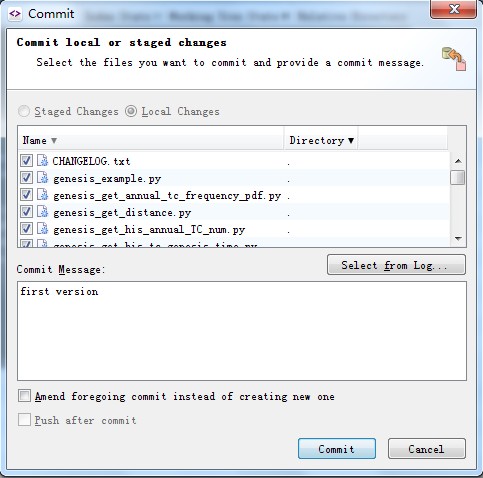 Commit
Commit local or staged changes
Select the files you want to commit and provide a commit message.
Staged Changes Local Changes
Name Directory
CHANGELOG.txt .
genesis_example.py .
genesis_get_annual_tc_frequency_pdf.py .
genesis_get_distance.py .
genesis_get_his_annual_TC_num.py .
genesis_get_his_tc_genesis_time.py .
Commit Message:
Select from Log...
first version
Amend foregoing commit instead of creating new one
Push after commit
Commit Cancel